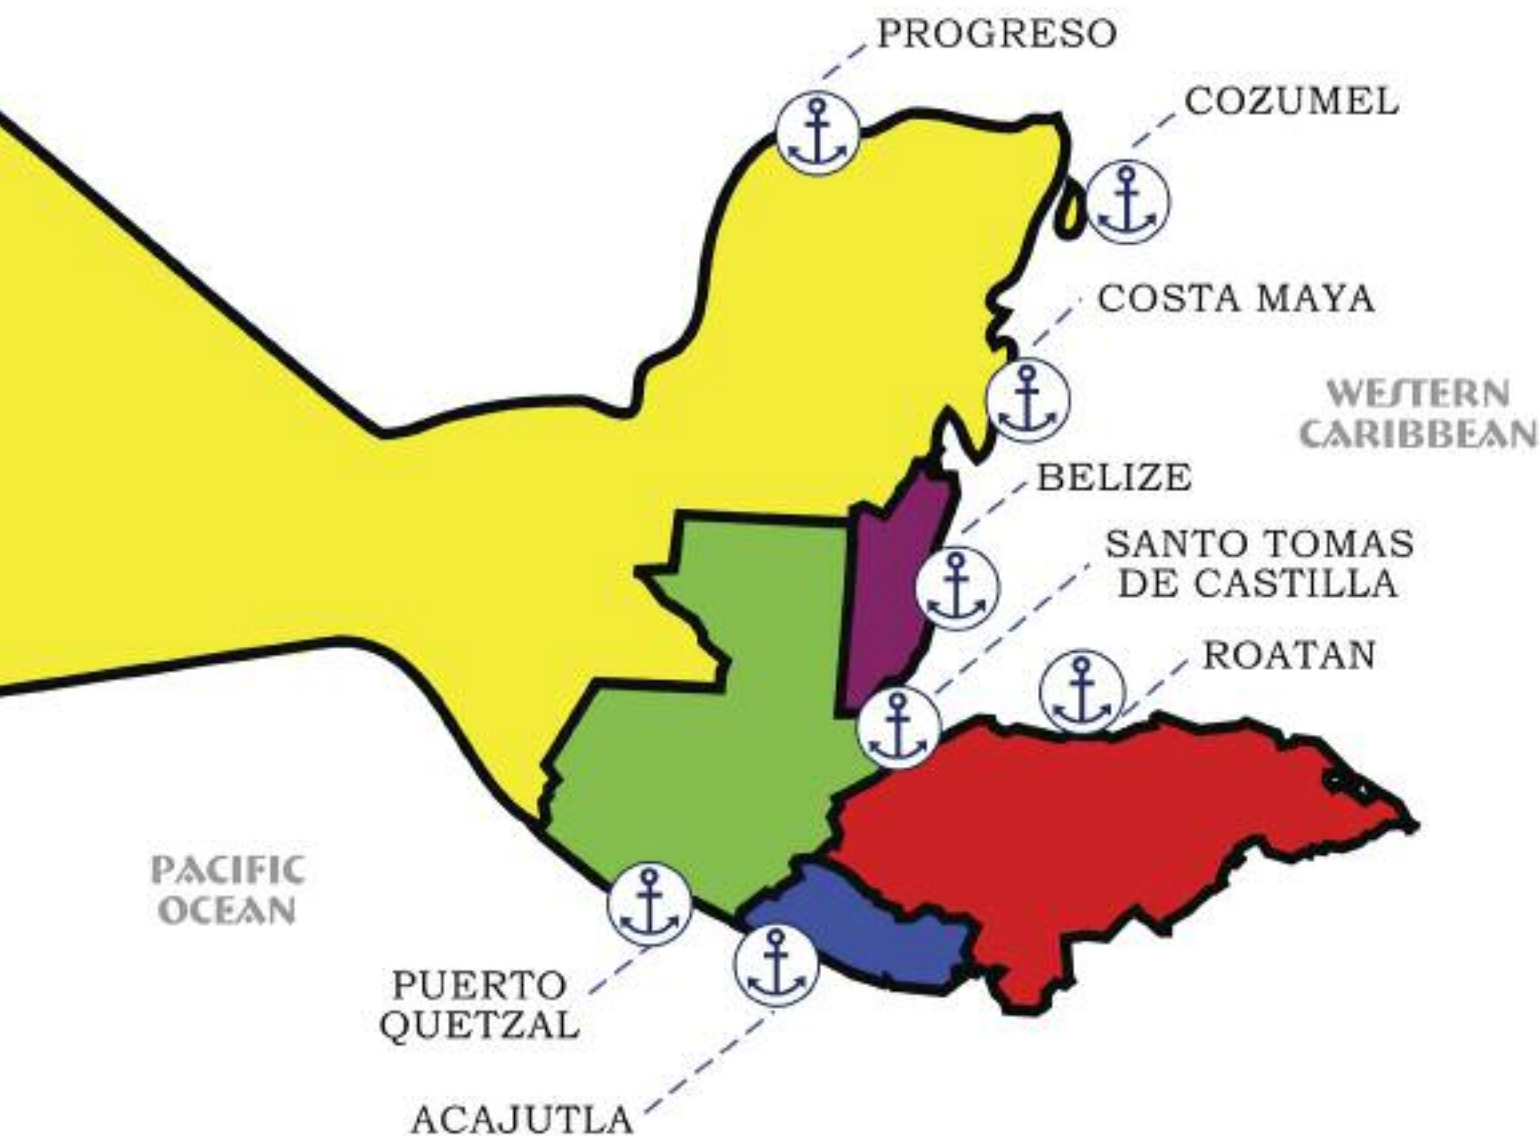 PROGRESO
COZUMEL
COSTA MAYA
WESTERN
CARIBBEAN
BELIZE
SANTO TOMAS
DE CASTILLA
ROATAN
PACIFIC
OCEAN
PUERTO
QUETZAL
ACAJUTLA